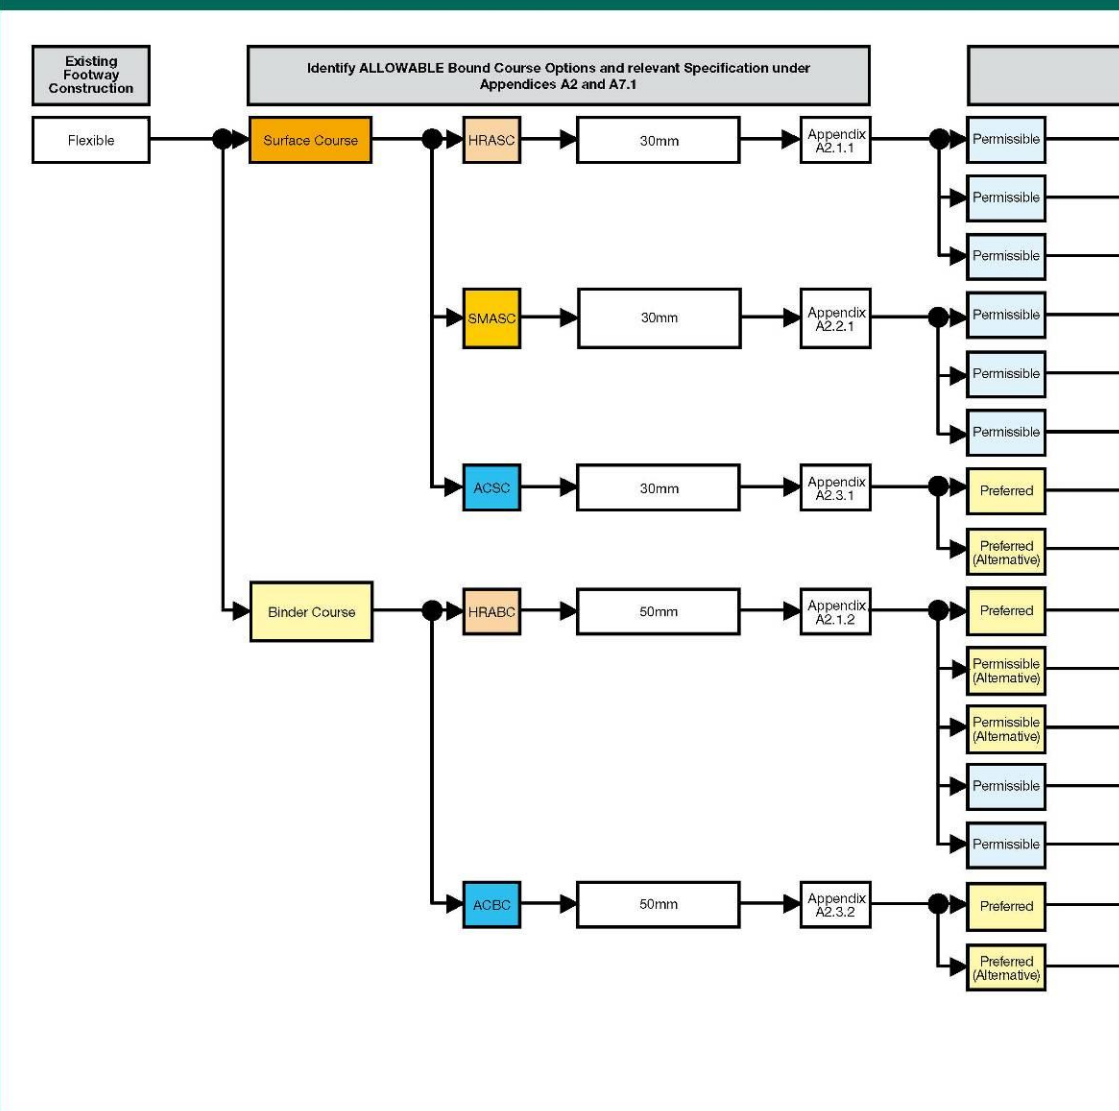 Existing
Footway
Construction
Identify ALLOWABLE Bound Course Options and relevant Specification under
Appendices A2 and A7.1
Flexible
Surface Course
HRASC
30mm
Appendix
A2.1.1
Permissible
Permissible
Permissible
SMASC
30mm
Appendix
A2.2.1
Permissible
Permissible
Permissible
ACSC
30mm
Appendix
A2.3.1
Preferred
Preferred
(Alternative)
Binder Course
HRABC
50mm
Appendix
A2.1.2
Preferred
Permissible
(Alternative)
Permissible
(Alternative)
Permissible
Permissible
ACBC
50mm
Appendix
A2.3.2
Preferred
Preferred
(Alternative)